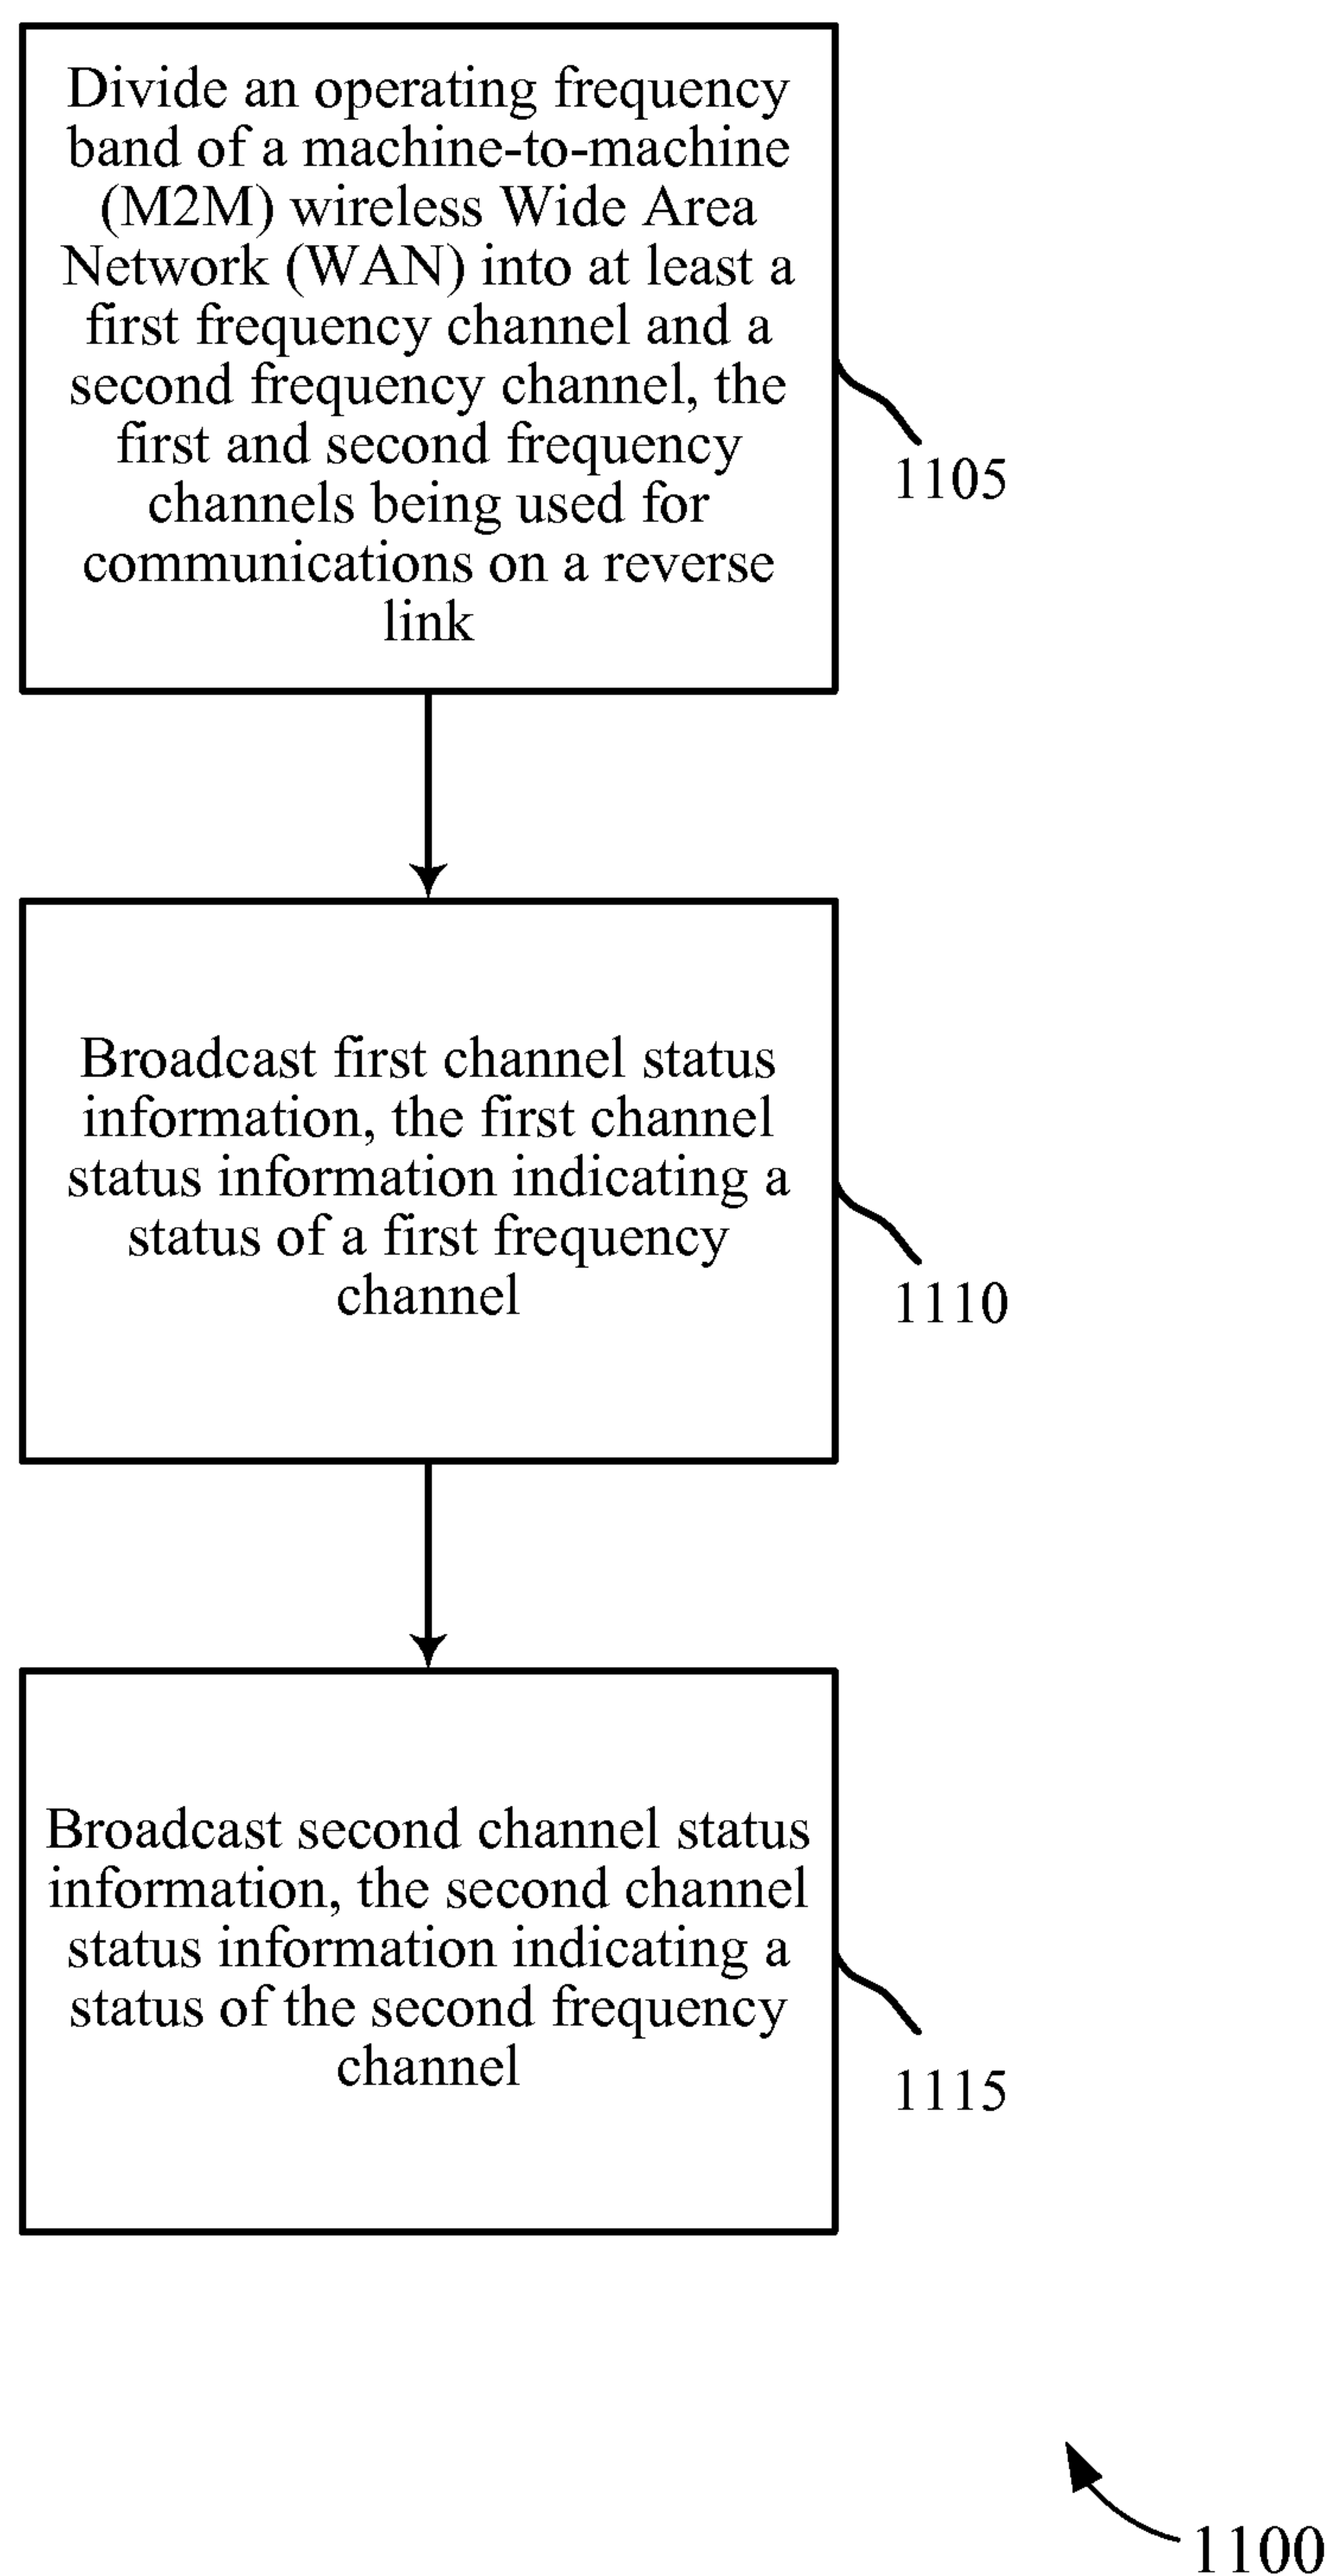 Divide an operating frequency
band of a machine-to-machine
(M2M) wireless Wide Area
Network (WAN) into at least a
first frequency channel and a
second frequency channel, the
first and second frequency
channels being used for
communications on a reverse
link
1105
Broadcast first channel status
information, the first channel
status information indicating a
status of a first frequency
channel
1110
Broadcast second channel status
information, the second channel
status information indicating a
status of the second frequency
channel
1115
1100